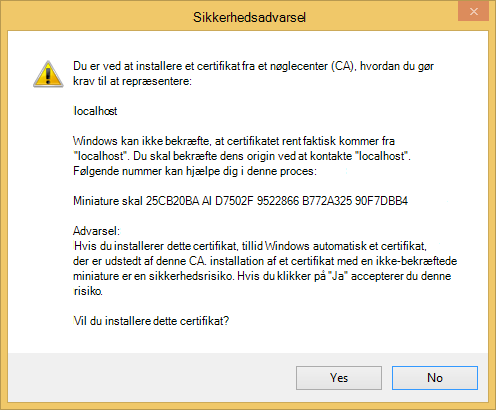 Sikkerhedsadvarsel
Du er ved at installere et certifikat fra et nøglecenter (CA), hvordan du gør
krav til at repræsentere:
localhost
Windows kan ikke bekræfte, at certifikatet rent faktisk kommer fra
"localhost". Du skal bekræfte dens origin ved at kontakte "localhost".
Følgende nummer kan hjælpe dig i denne proces:
Miniature skal 25CB20BA AI D7502F 9522866 B772A325 90F7DBB4
Advarsel:
Hvis du installerer dette certifikat, tillid Windows automatisk et certifikat,
der er udstedt af denne CA. installation af et certifikat med en ikke-bekræftede
miniature er en sikkerhedsrisiko. Hvis du klikker på "Ja" accepterer du denne
risiko.
Vil du installere dette certifikat?
Yes
No